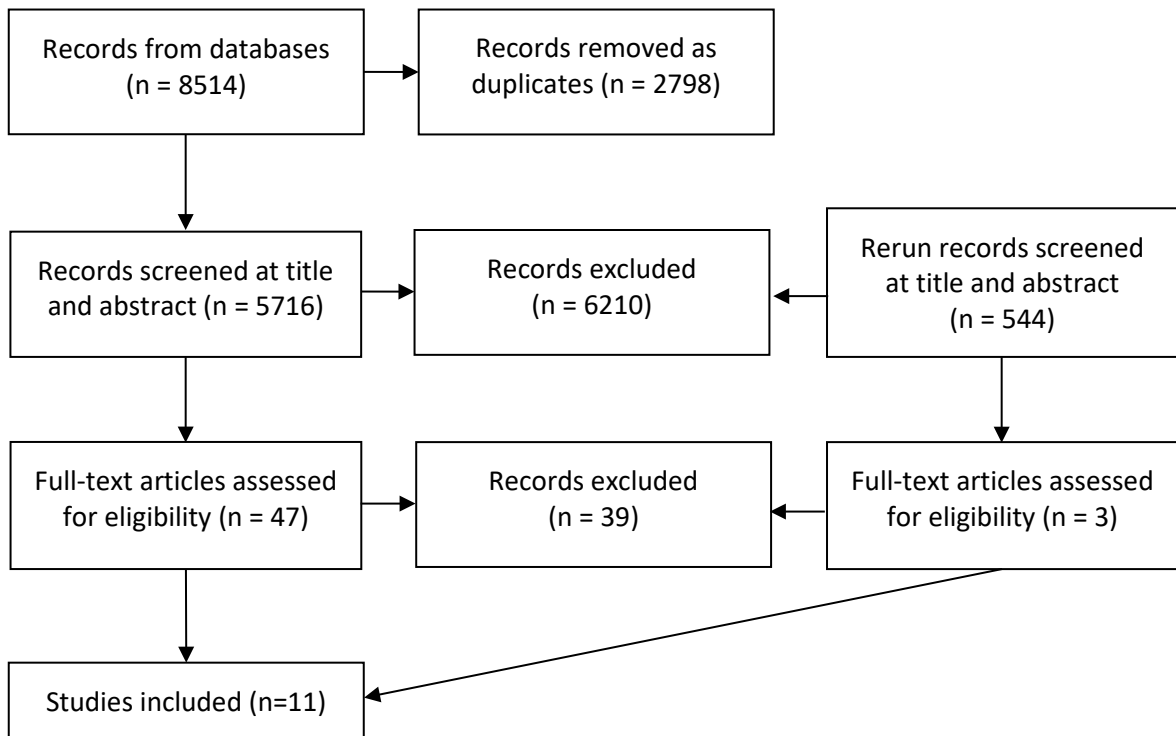 Records from databases
(n = 8514)
Records removed as
duplicates (n = 2798)
Records screened at title
and abstract (n = 5716)
Records excluded
(n = 6210)
Rerun records screened
at title and abstract
(n = 544)
Full-text articles assessed
for eligibility (n = 47)
Records excluded
(n = 39)
Full-text articles assessed
for eligibility (n = 3)
Studies included (n=11)